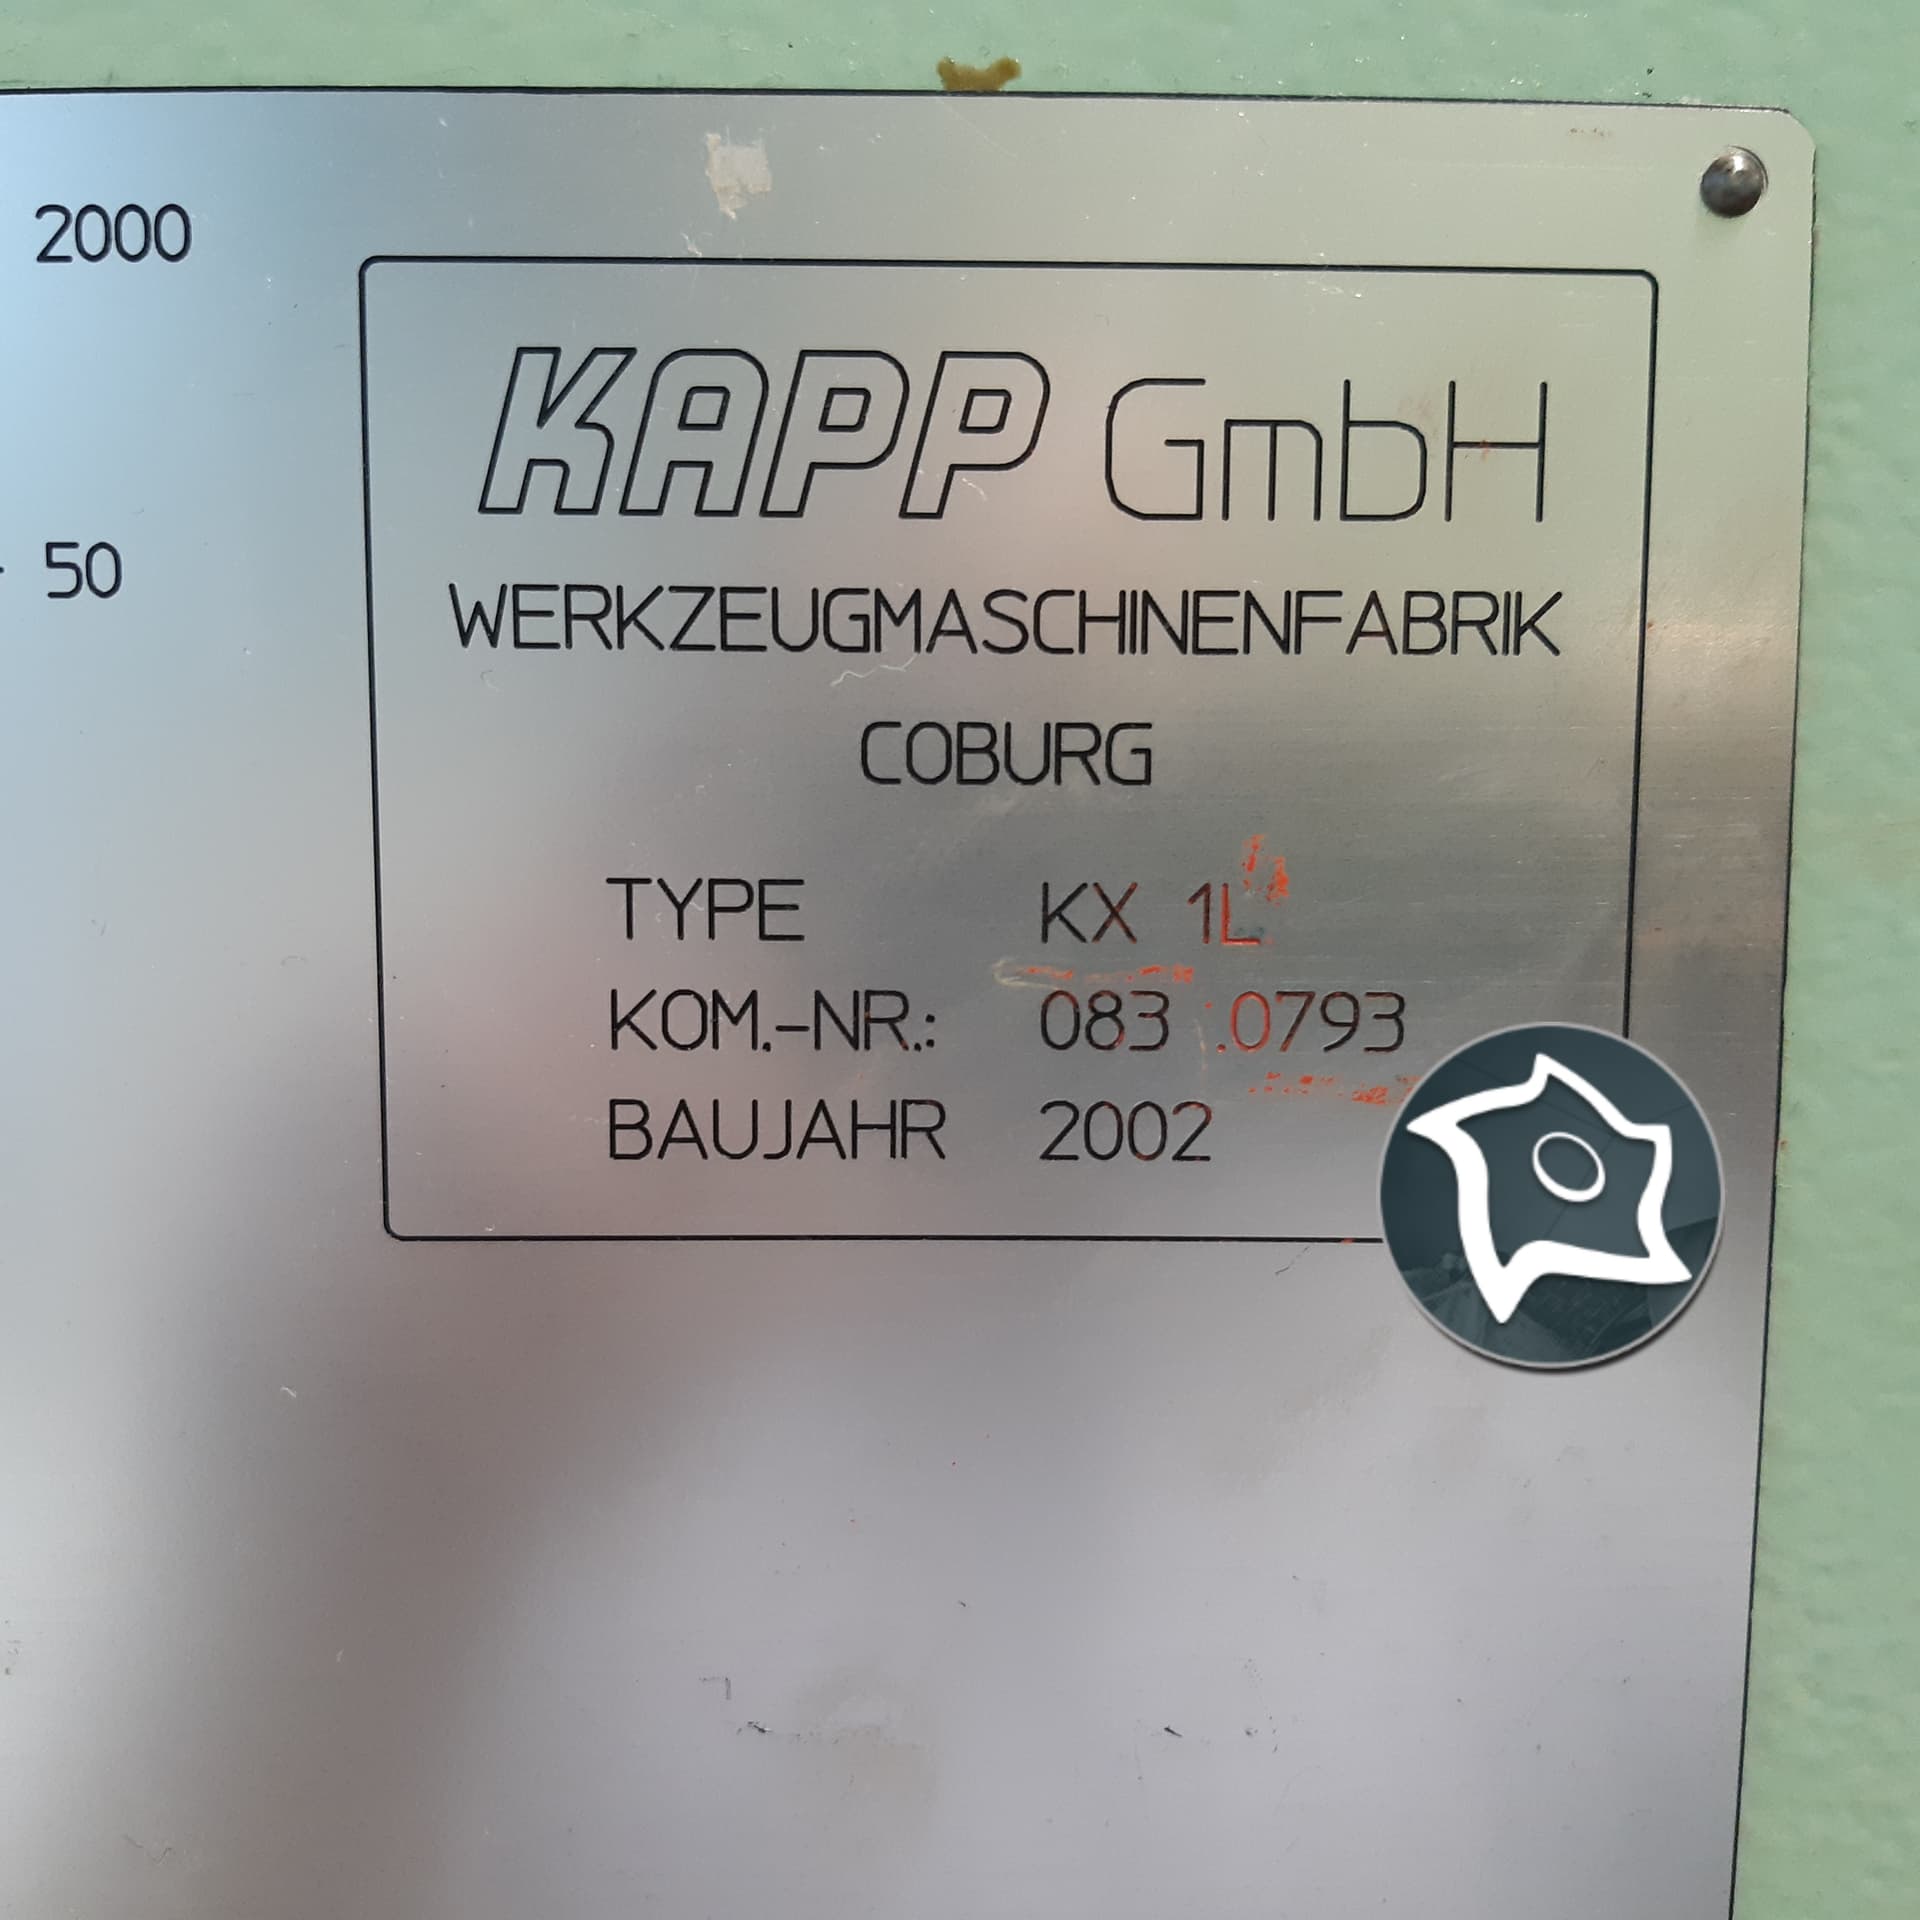 2000
50
KAPP GmbH
WERKZEUGMASCHINENFABRIK
COBURG
TYPE KX 1L
KOM.-NR.: 083 .0793
BAUJAHR 2002